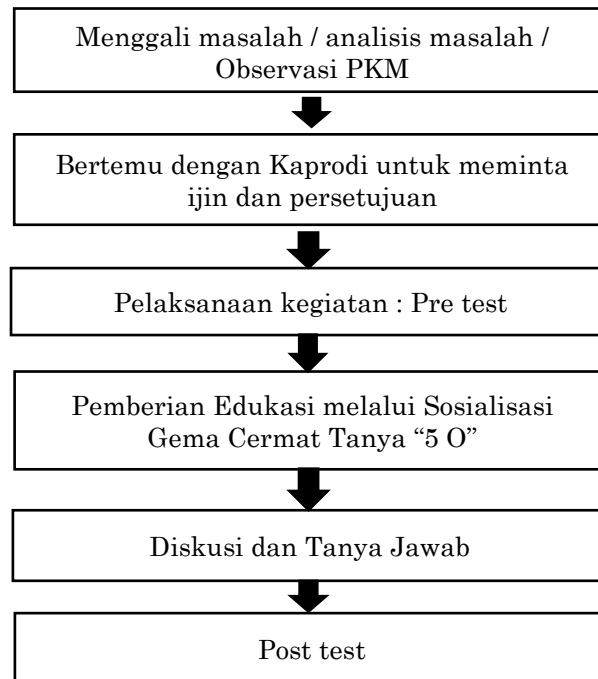 Menggali masalah / analisis masalah /
Observasi PKM
Bertemu dengan Kaprodi untuk meminta
ijin dan persetujuan
Pelaksanaan kegiatan : Pre test
Pemberian Edukasi melalui Sosialisasi
Gema Cermat Tanya “5 O”
Diskusi dan Tanya Jawab
Post test